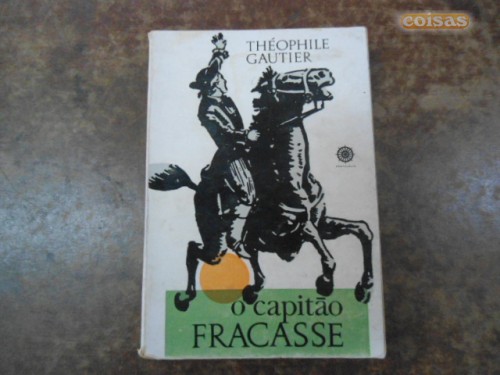 coisas
THÉOPHILE
GAUTIER
o capitão
FRACASSE